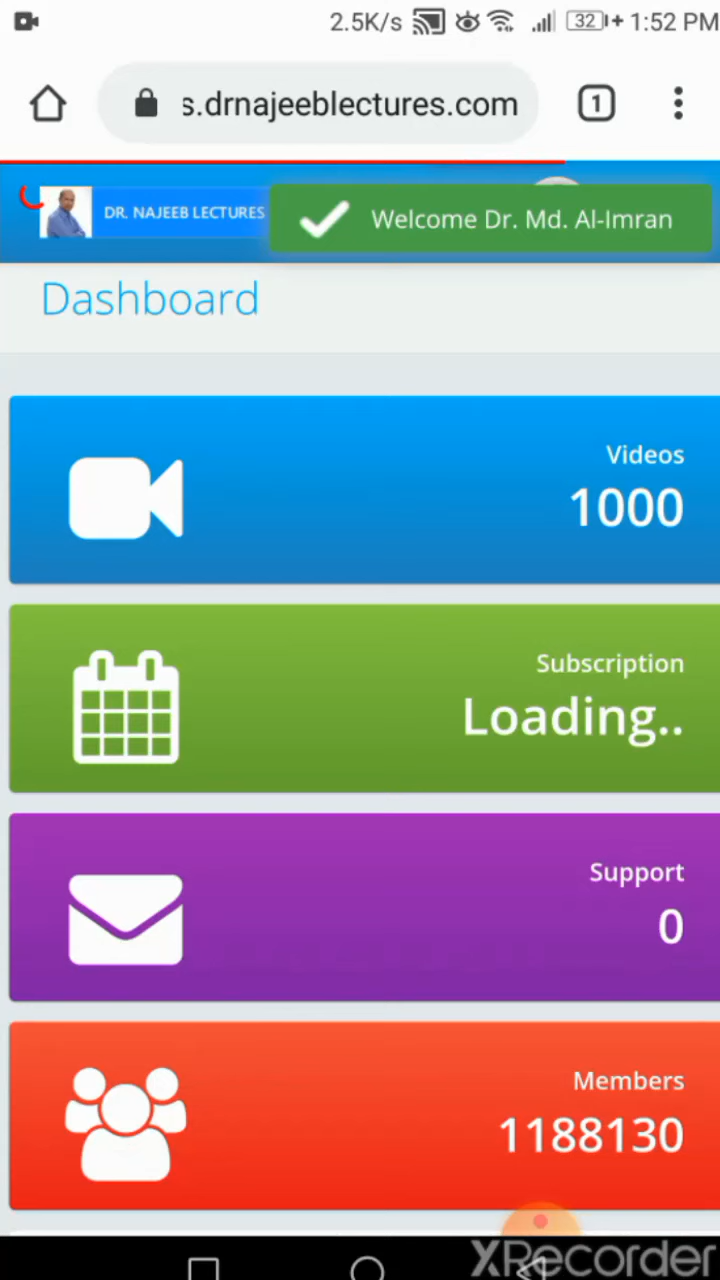 2.5K/s 32 1:52 PM
s.drnajeeblectures.com 1
DR. NAJEEB LECTURES
Welcome Dr. Md. Al-Imran
Dashboard
Videos
1000
Subscription
Loading..
Support
0
Members
1188130
XRecorder